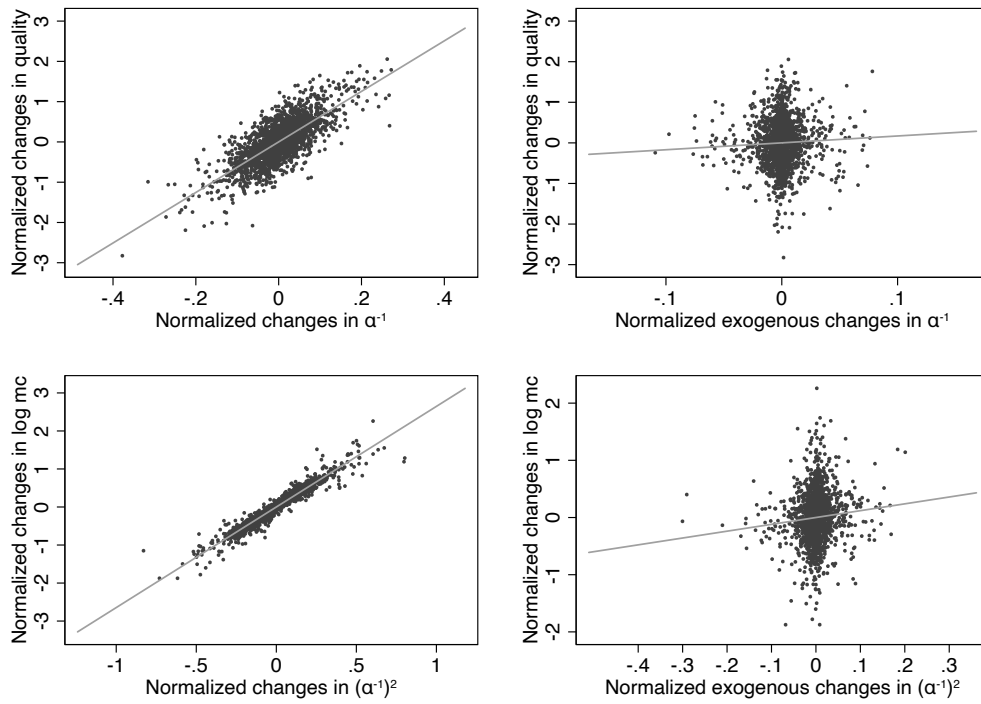 Normalized changes in quality
3
2
1
0
-1
-2
-3
-.4 -.2 0 .2 .4
Normalized changes in α⁻¹
Normalized changes in quality
3
2
1
0
-1
-2
-3
-.1 0 .1
Normalized exogenous changes in α⁻¹
Normalized changes in log mc
3
2
1
0
-1
-2
-3
-1 -.5 0 .5 1
Normalized changes in (α⁻¹)²
Normalized changes in log mc
2
1
0
-1
-2
-.4 -.3 -.2 -.1 0 .1 .2 .3
Normalized exogenous changes in (α⁻¹)²